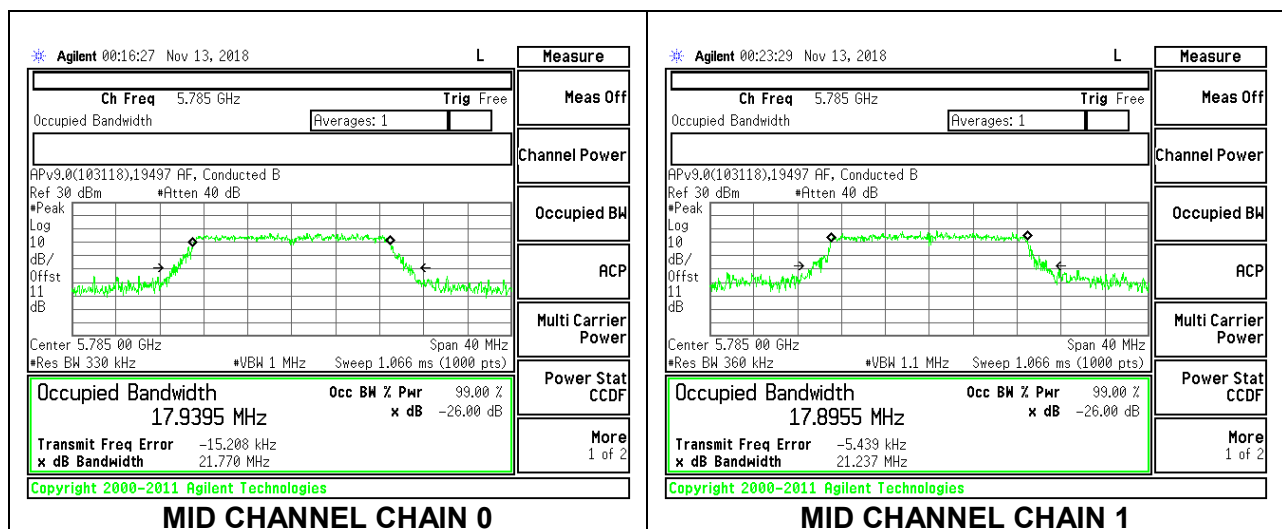 Agilent 00:16:27 Nov 13, 2018 L
Measure
Ch Freq 5.785 GHz Trig Free
Occupied Bandwidth Averages: 1
APv9.0(103118),19497 AF, Conducted B
Ref 30 dBm #Atten 40 dB
#Peak
Log
10
dB/
Offst
11
dB
Center 5.785 00 GHz Span 40 MHz
#Res BW 330 kHz #VBW 1 MHz Sweep 1.066 ms (1000 pts)
Occupied Bandwidth Occ BW % Pwr 99.00 %
17.9395 MHz x dB -26.00 dB
Transmit Freq Error -15.208 kHz
x dB Bandwidth 21.770 MHz
Copyright 2000-2011 Agilent Technologies
Meas Off
Channel Power
Occupied BW
ACP
Multi Carrier
Power
Power Stat
CCDF
More
1 of 2
MID CHANNEL CHAIN 0
Agilent 00:23:29 Nov 13, 2018 L
Measure
Ch Freq 5.785 GHz Trig Free
Occupied Bandwidth Averages: 1
APv9.0(103118),19497 AF, Conducted B
Ref 30 dBm #Atten 40 dB
#Peak
Log
10
dB/
Offst
11
dB
Center 5.785 00 GHz Span 40 MHz
#Res BW 360 kHz #VBW 1.1 MHz Sweep 1.066 ms (1000 pts)
Occupied Bandwidth Occ BW % Pwr 99.00 %
17.8955 MHz x dB -26.00 dB
Transmit Freq Error -5.439 kHz
x dB Bandwidth 21.237 MHz
Copyright 2000-2011 Agilent Technologies
Meas Off
Channel Power
Occupied BW
ACP
Multi Carrier
Power
Power Stat
CCDF
More
1 of 2
MID CHANNEL CHAIN 1